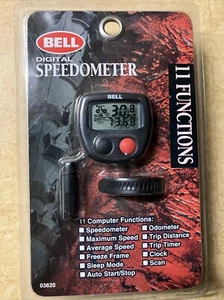 BELL
DIGITAL
SPEEDOMETER
11 FUNCTIONS
BELL
11 Computer Functions:
Speedometer
Maximum Speed
Average Speed
Freeze Frame
Sleep Mode
Auto Start/Stop
Odometer
Trip Distance
Trip Timer
Clock
Scan
03620